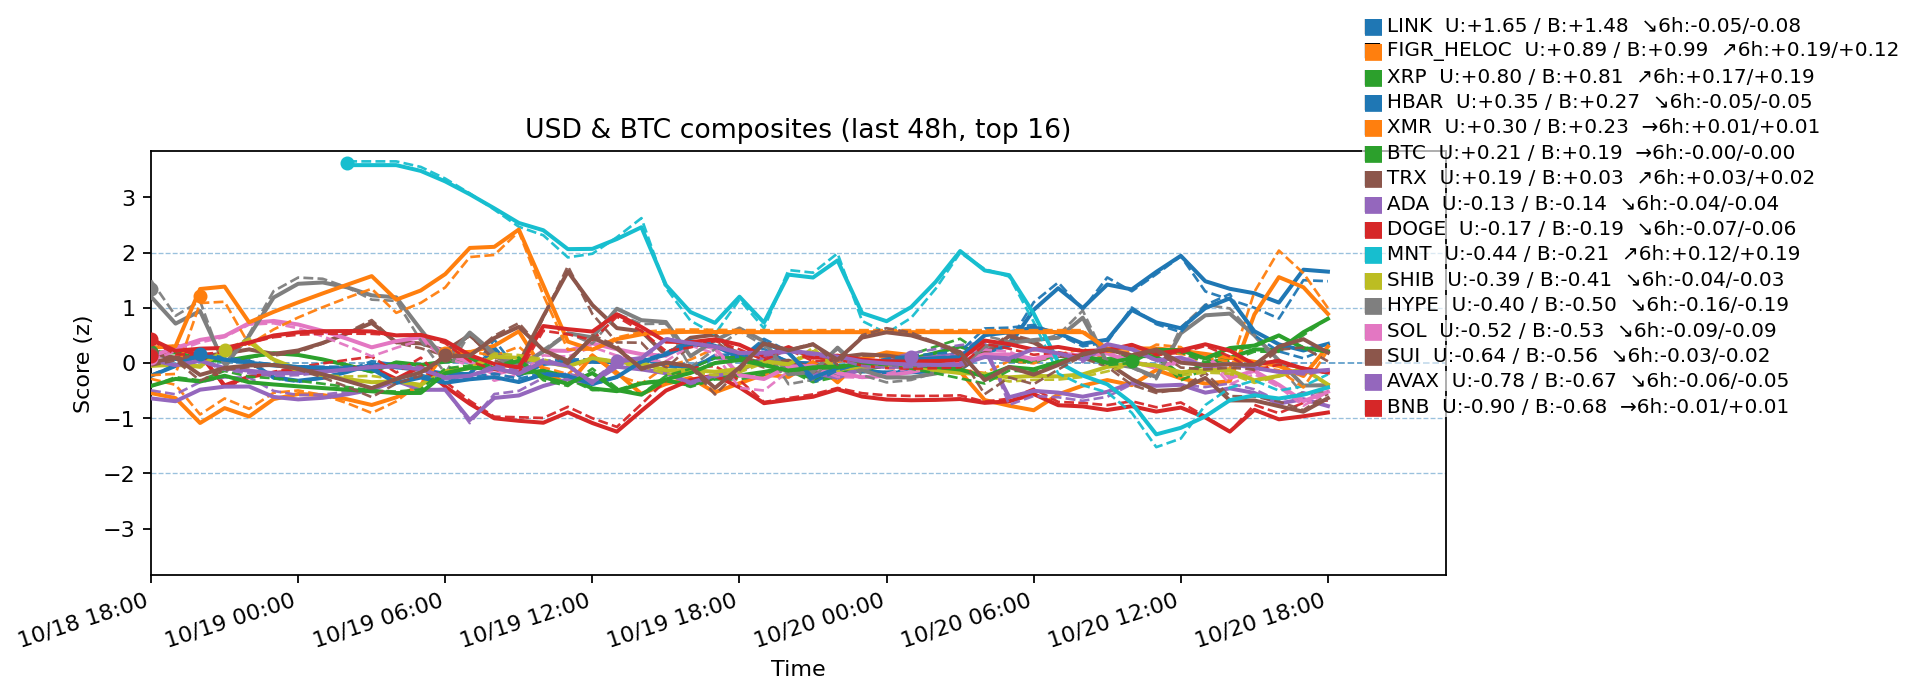 LINK  U:+1.65 / B:+1.48  ↘6h:-0.05/-0.08
FIGR_HELOC  U:+0.89 / B:+0.99  ↗6h:+0.19/+0.12
XRP  U:+0.80 / B:+0.81  ↗6h:+0.17/+0.19
HBAR  U:+0.35 / B:+0.27  ↘6h:-0.05/-0.05
XMR  U:+0.30 / B:+0.23  →6h:+0.01/+0.01
BTC  U:+0.21 / B:+0.19  →6h:-0.00/-0.00
TRX  U:+0.19 / B:+0.03  ↗6h:+0.03/+0.02
ADA  U:-0.13 / B:-0.14  ↘6h:-0.04/-0.04
DOGE  U:-0.17 / B:-0.19  ↘6h:-0.07/-0.06
MNT  U:-0.44 / B:-0.21  ↗6h:+0.12/+0.19
SHIB  U:-0.39 / B:-0.41  ↘6h:-0.04/-0.03
HYPE  U:-0.40 / B:-0.50  ↘6h:-0.16/-0.19
SOL  U:-0.52 / B:-0.53  ↘6h:-0.09/-0.09
SUI  U:-0.64 / B:-0.56  ↘6h:-0.03/-0.02
AVAX  U:-0.78 / B:-0.67  ↘6h:-0.06/-0.05
BNB  U:-0.90 / B:-0.68  →6h:-0.01/+0.01
USD & BTC composites (last 48h, top 16)
Score (z)
3
2
1
0
−1
−2
−3
10/18 18:00
10/19 00:00
10/19 06:00
10/19 12:00
10/19 18:00
10/20 00:00
10/20 06:00
10/20 12:00
10/20 18:00
Time